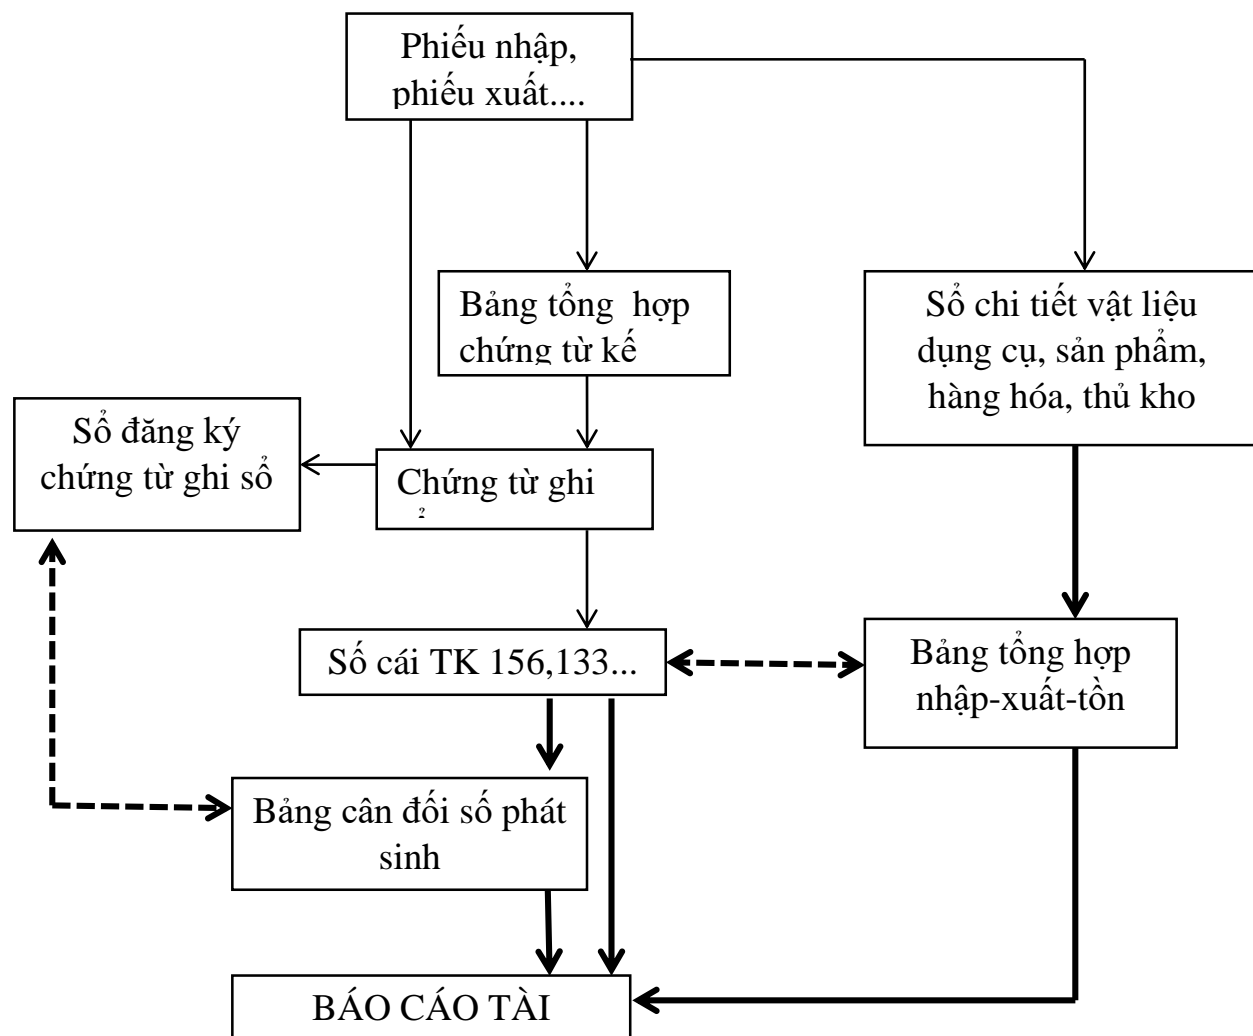 Phiếu nhập,
phiếu xuất....
Bảng tổng hợp
chứng từ kế
Sổ chi tiết vật liệu
dụng cụ, sản phẩm,
hàng hóa, thủ kho
Sổ đăng ký
chứng từ ghi sổ
Chứng từ ghi
Số cái TK 156,133...
Bảng tổng hợp
nhập-xuất-tồn
Bảng cân đối số phát
sinh
BÁO CÁO TÀI